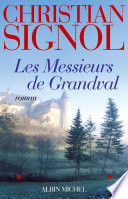 CHRISTIAN
SIGNOL
Les Messieurs
de Grandval
roman
ALBIN MICHEL